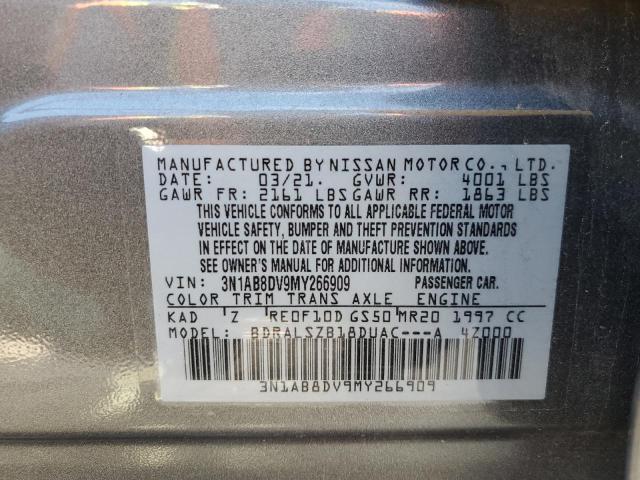 MANUFACTURED BY NISSAN MOTOR CO., LTD.
DATE: 03/21. GVWR: 4001 LBS
GAWR FR: 2161 LBS GAWR RR: 1863 LBS
THIS VEHICLE CONFORMS TO ALL APPLICABLE FEDERAL MOTOR
VEHICLE SAFETY, BUMPER AND THEFT PREVENTION STANDARDS
IN EFFECT ON THE DATE OF MANUFACTURE SHOWN ABOVE.
SEE OWNER'S MANUAL FOR ADDITIONAL INFORMATION.
VIN: 3N1AB8DV9MY266909 PASSENGER CAR.
COLOR TRIM TRANS AXLE ENGINE
KAD Z RE0F10D GS50 MR20 1997 CC
MODEL: BDRALSZB18DUAC---A 4Z000
3N1AB8DV9MY266909